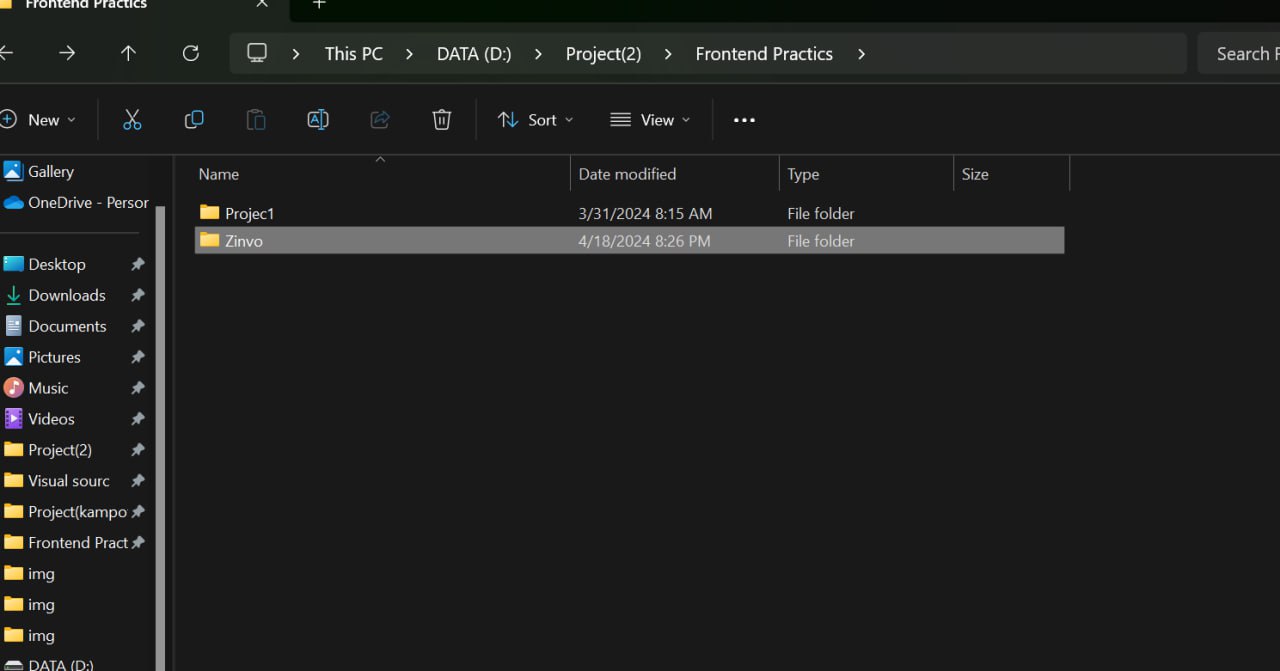 Frontend Practics
This PC > DATA (D:) > Project(2) > Frontend Practics >
Search F
New
Sort
View
Gallery
OneDrive - Person
Desktop
Downloads
Documents
Pictures
Music
Videos
Project(2)
Visual sourc
Project(kampo
Frontend Pract
img
img
img
DATA (D:)
Name Date modified Type Size
Projec1 3/31/2024 8:15 AM File folder
Zinvo 4/18/2024 8:26 PM File folder